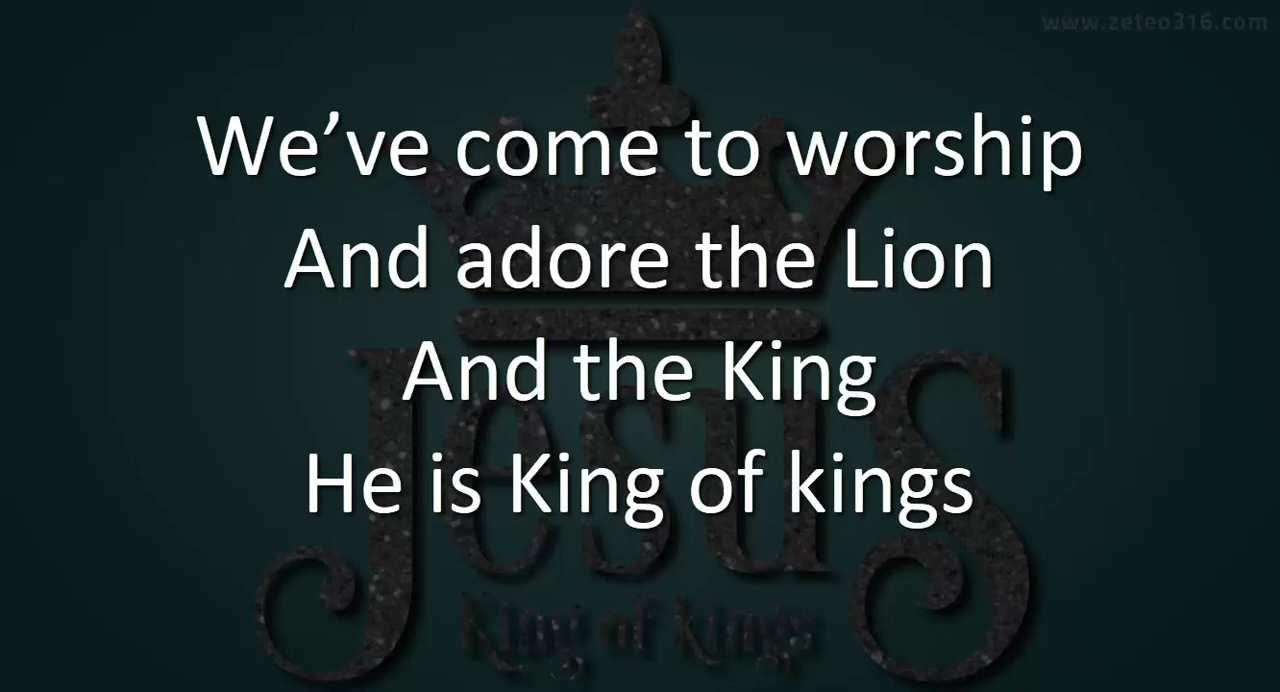 www.zeteo316.com
We’ve come to worship
And adore the Lion
And the King
He is King of kings
Jesus
King of kings